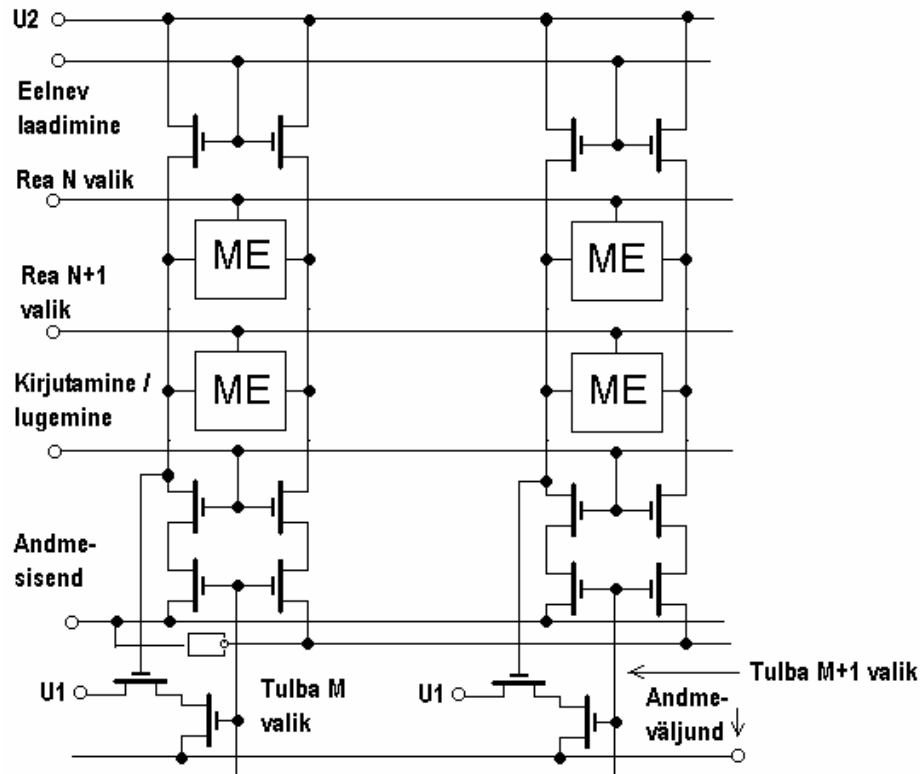 U2
Eelnev
laadimine
Rea N valik
ME
ME
Rea N+1
valik
ME
ME
Kirjutamine /
lugemine
Andme-
sisend
U1
Tulba M
valik
U1
Tulba M+1 valik
Andme-
väljund